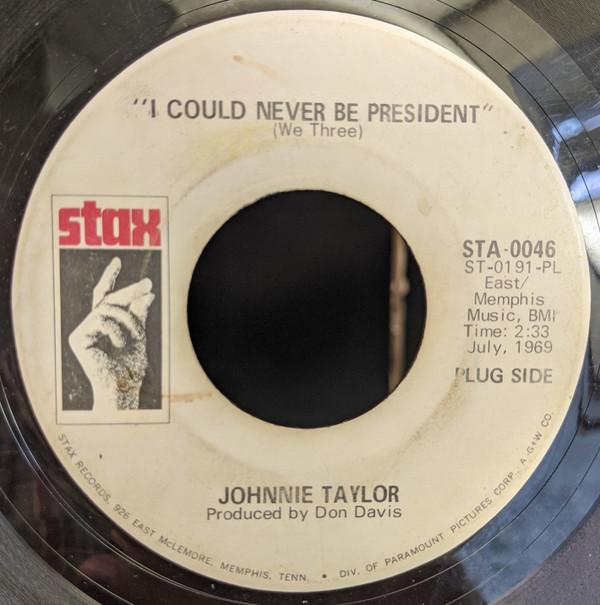 "I COULD NEVER BE PRESIDENT"
(We Three)
stax
STA-0046
ST-0191-PL
East/
Memphis
Music, BMI
Time: 2:33
July, 1969
PLUG SIDE
JOHNNIE TAYLOR
Produced by Don Davis
STAX RECORDS, 926 EAST McLEMORE, MEMPHIS, TENN. • DIV. OF PARAMOUNT PICTURES CORP. A G+W CO.